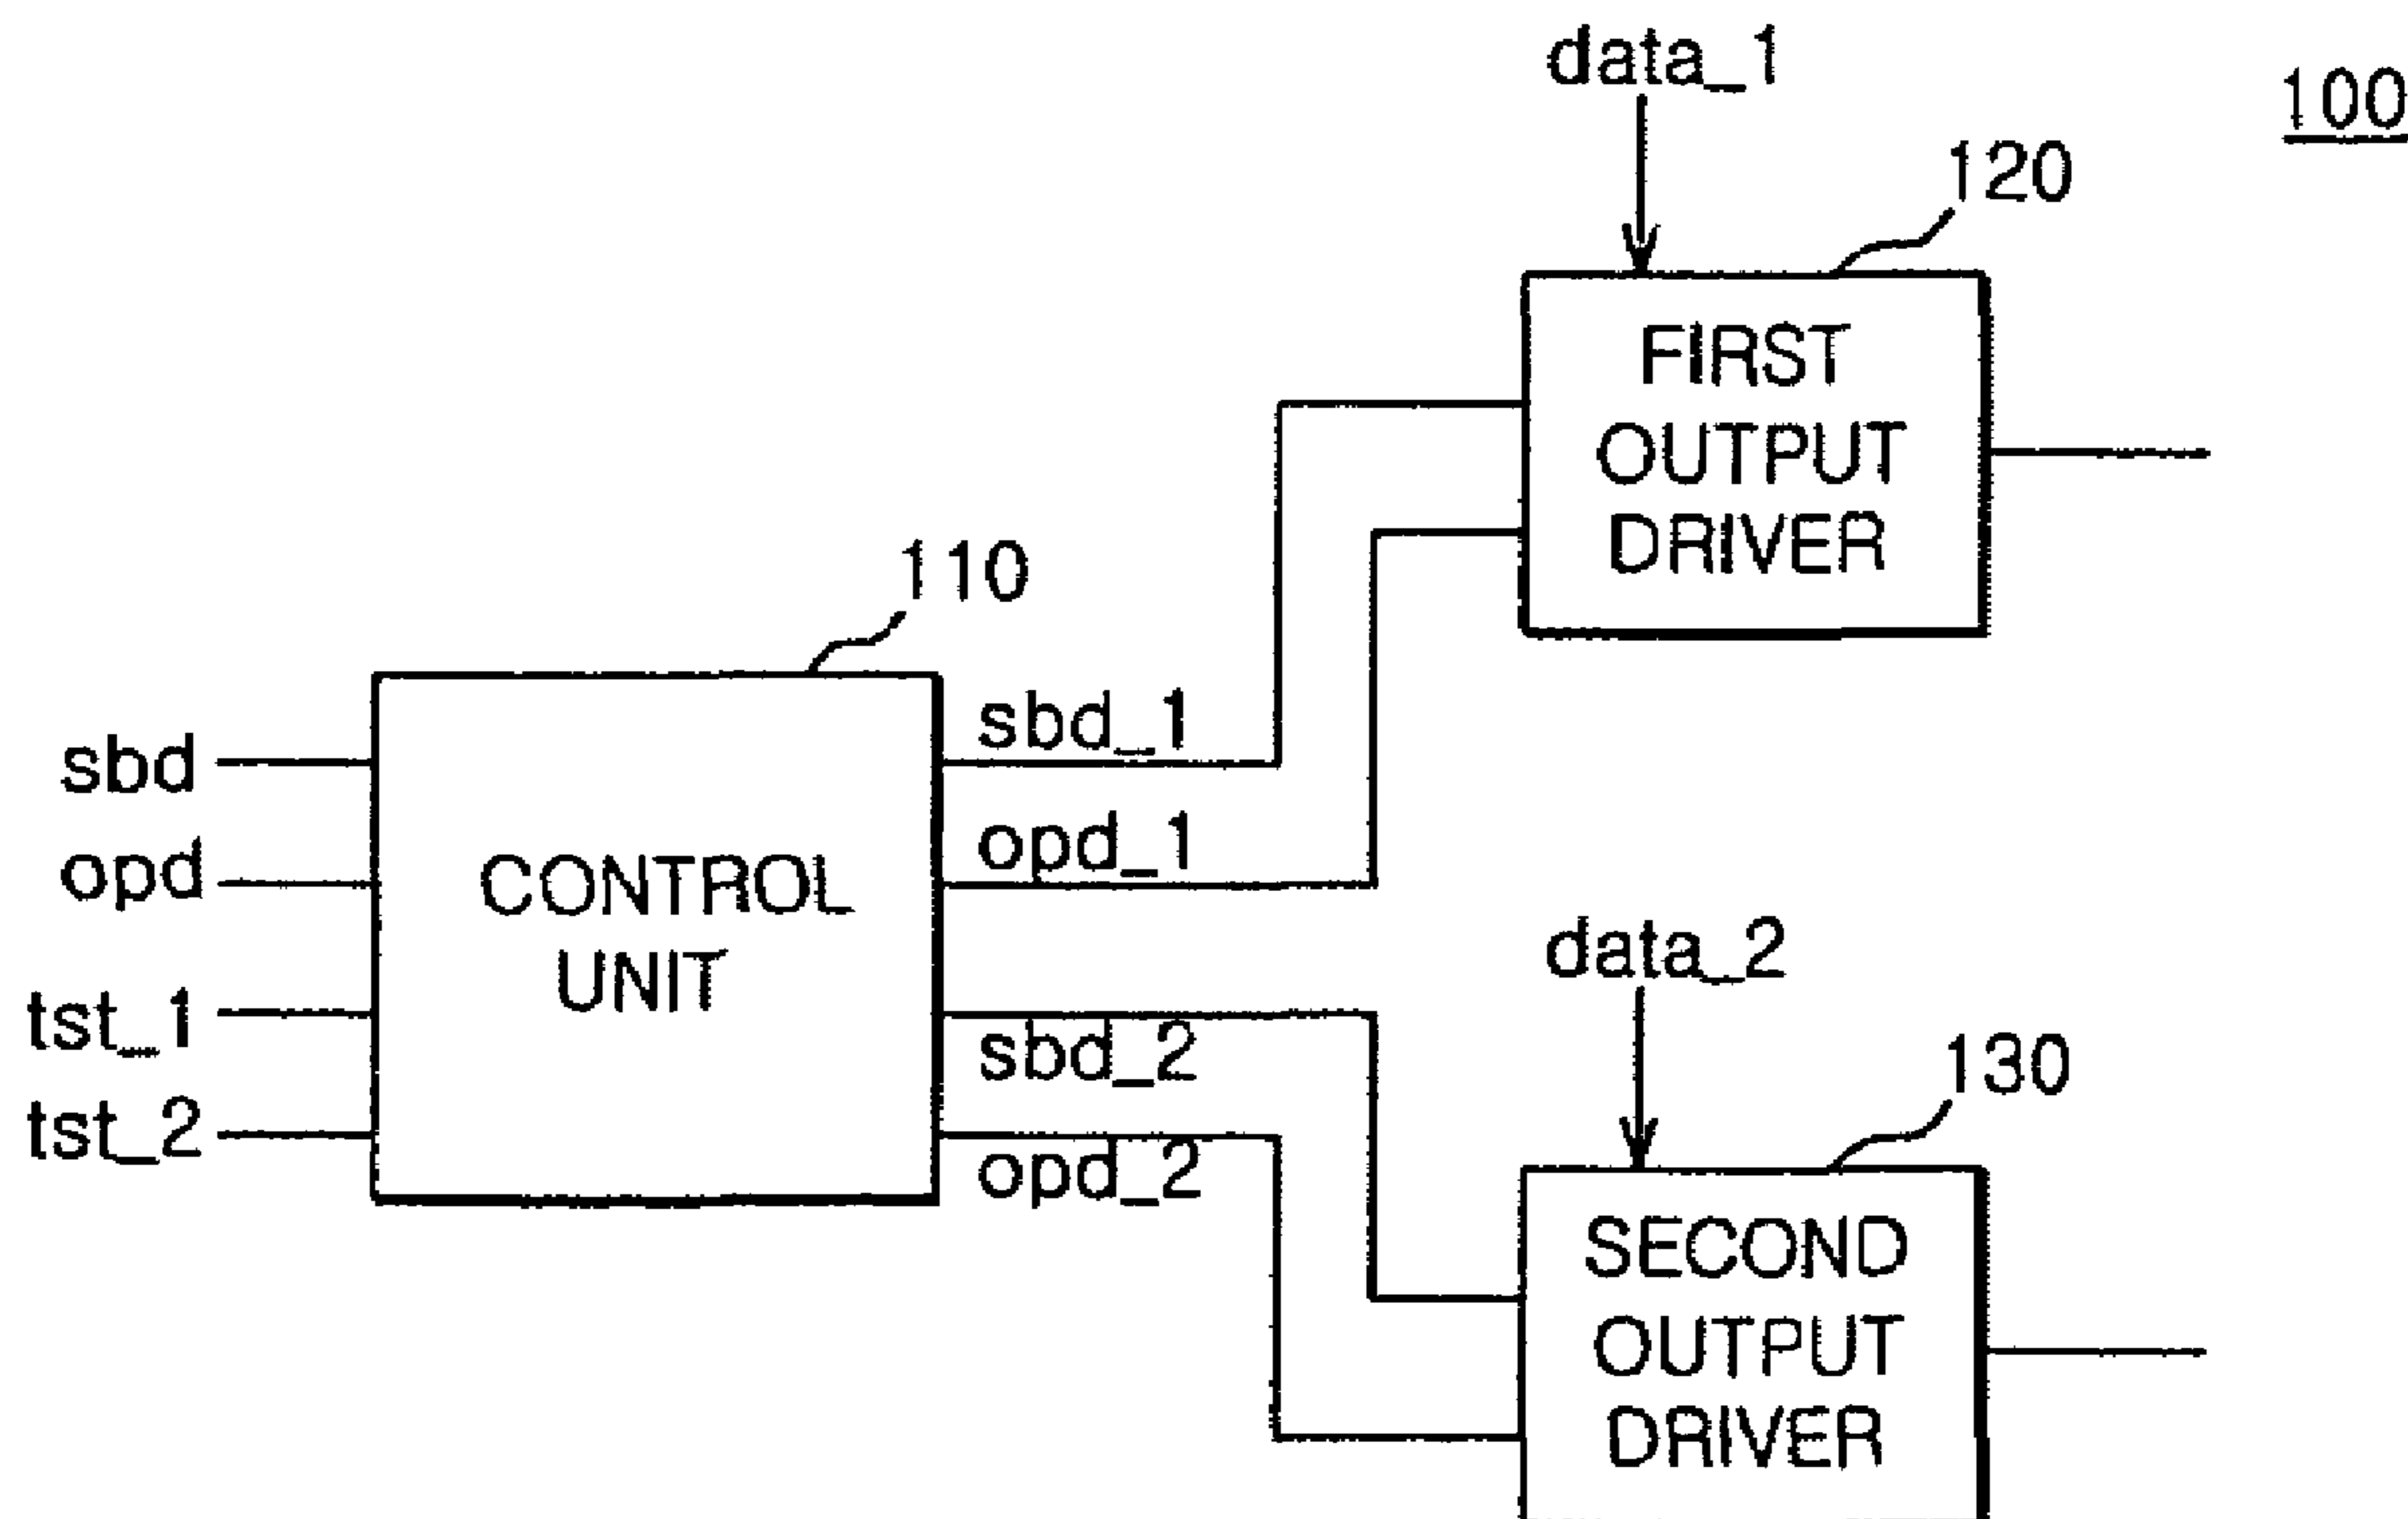 data_1
100
120
FIRST
OUTPUT
DRIVER
110
sbd
opd
tst_1
tst_2
CONTROL
UNIT
sbd_1
opd_1
sbd_2
opd_2
data_2
130
SECOND
OUTPUT
DRIVER